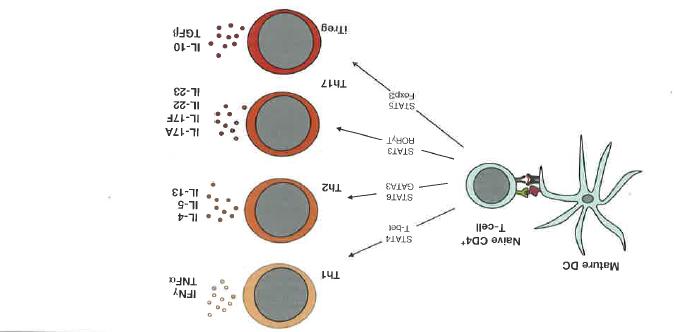 Mature DC
Naive CD4⁺
T-cell
STAT4
T-bet
STAT6
GATA3
STAT3
RORγT
STAT5
Foxp3
Th1
IFNγ
TNFα
Th2
IL-4
IL-5
IL-13
Th17
IL-17A
IL-17F
IL-22
IL-23
iTreg
IL-10
TGFβ